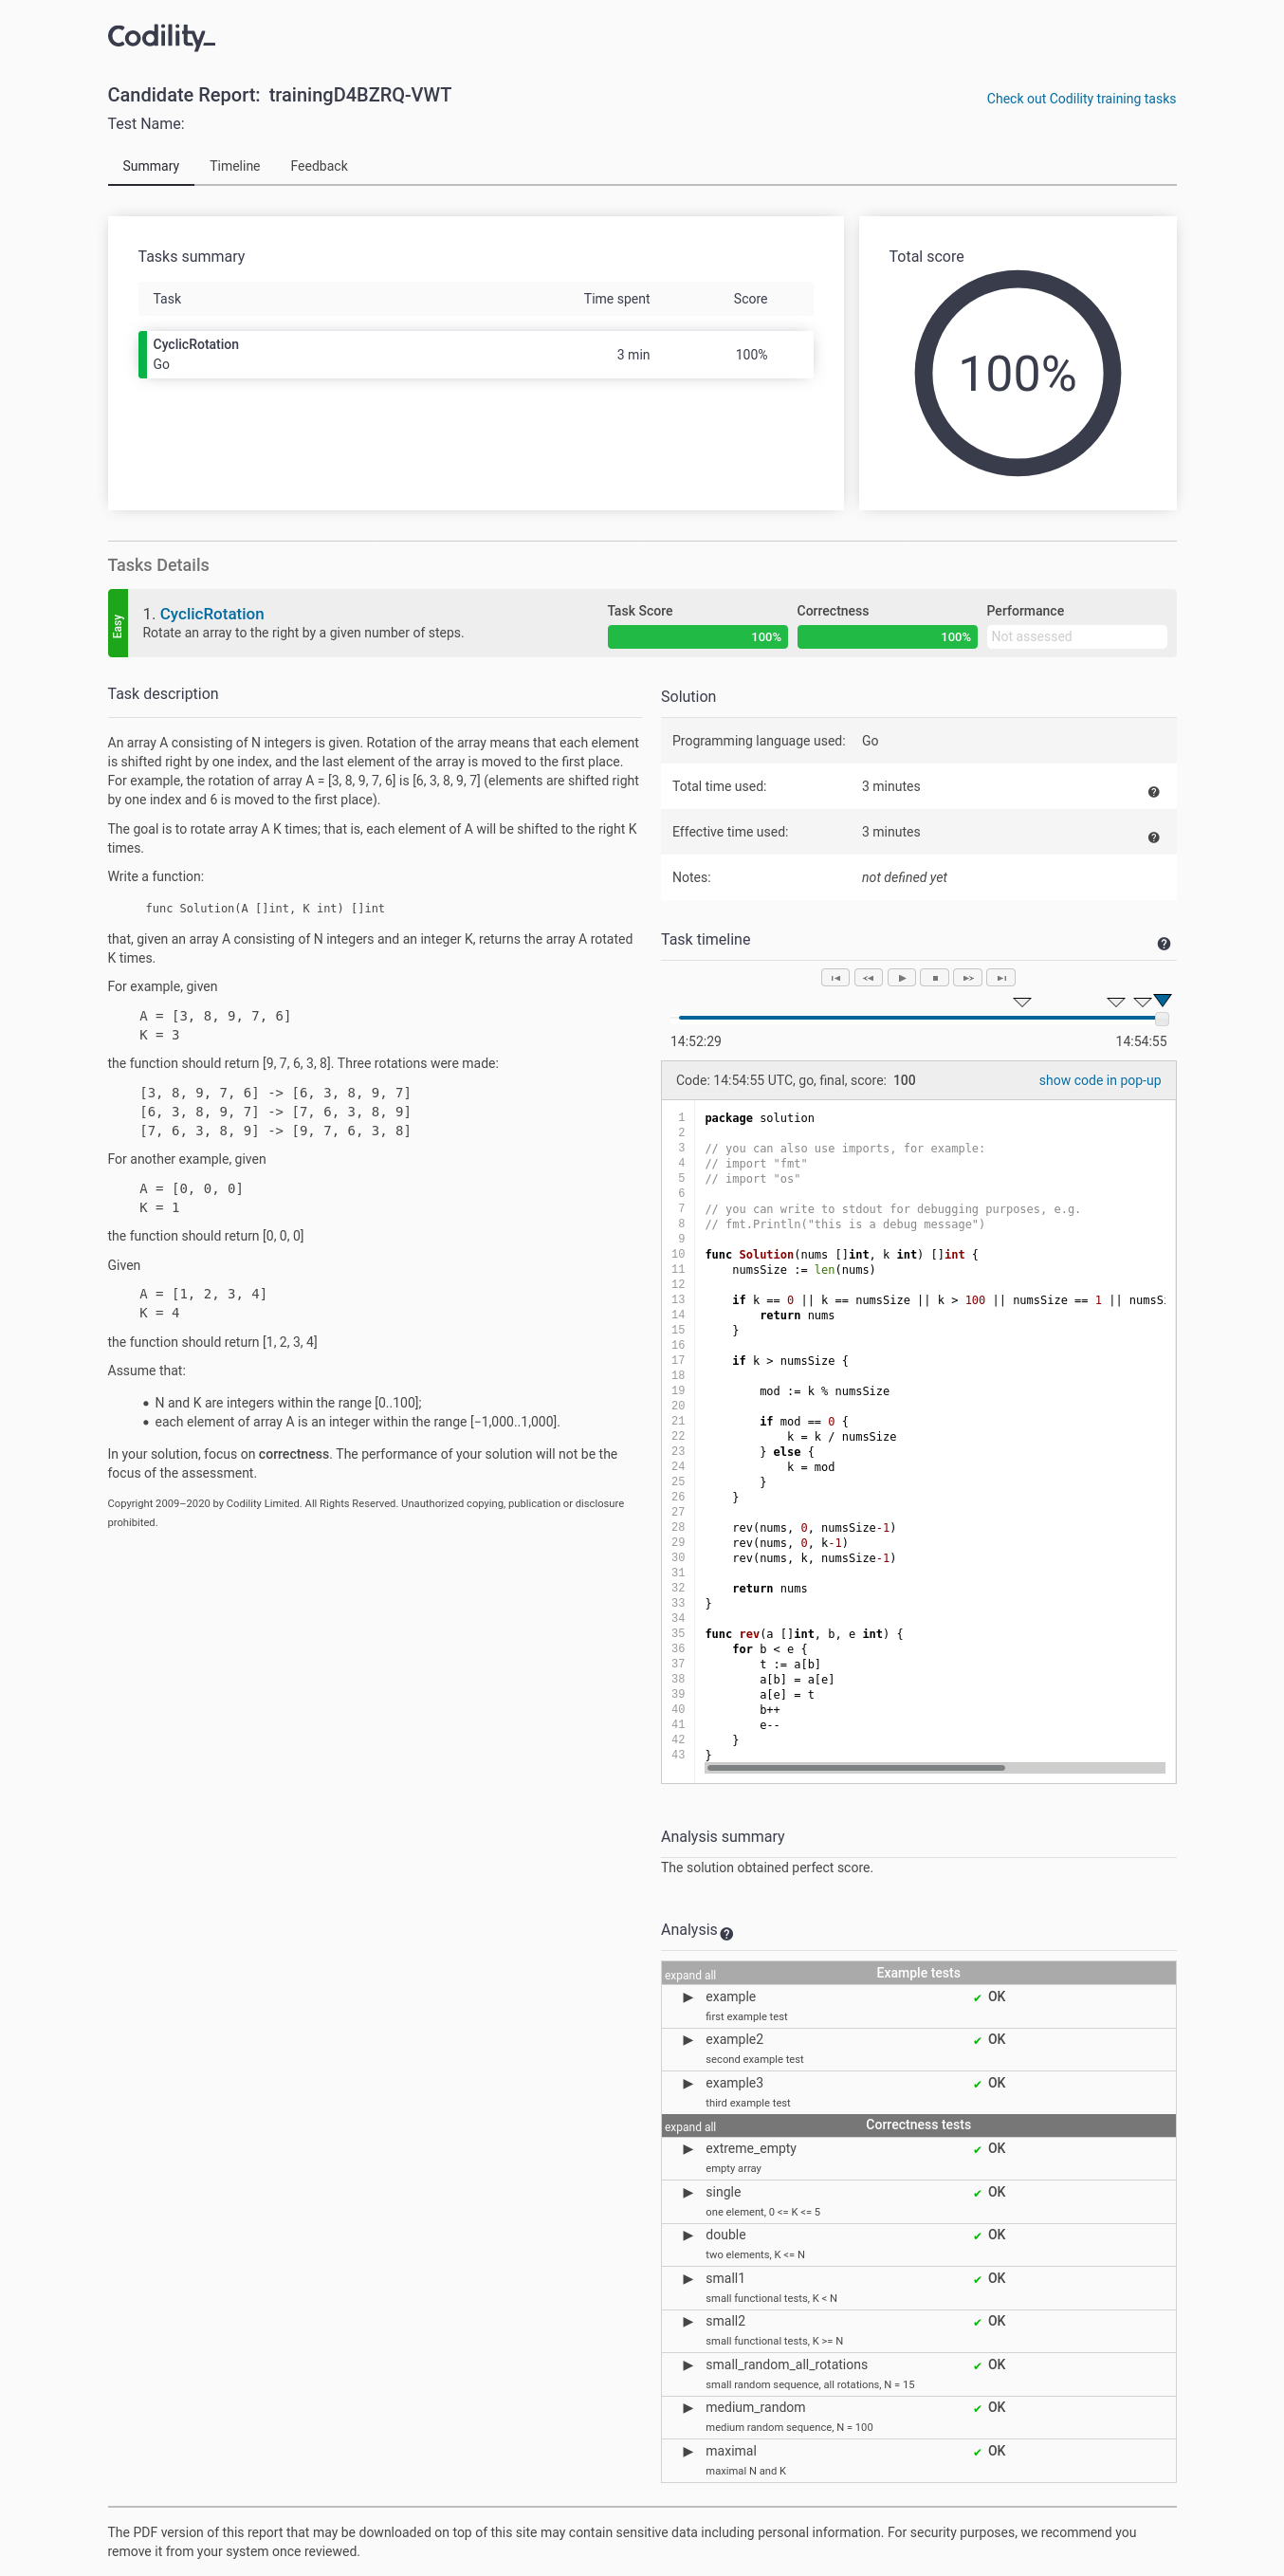 Codility_
Candidate Report: trainingD4BZRQ-VWT
Check out Codility training tasks
Test Name:
Summary Timeline Feedback
Tasks summary
Task Time spent Score
CyclicRotation
Go
3 min 100%
Total score
100%
Tasks Details
Easy
1. CyclicRotation
Rotate an array to the right by a given number of steps.
Task Score
100%
Correctness
100%
Performance
Not assessed
Task description
An array A consisting of N integers is given. Rotation of the array means that each element
is shifted right by one index, and the last element of the array is moved to the first place.
For example, the rotation of array A = [3, 8, 9, 7, 6] is [6, 3, 8, 9, 7] (elements are shifted right
by one index and 6 is moved to the first place).
The goal is to rotate array A K times; that is, each element of A will be shifted to the right K
times.
Write a function:
func Solution(A []int, K int) []int
that, given an array A consisting of N integers and an integer K, returns the array A rotated
K times.
For example, given
A = [3, 8, 9, 7, 6]
K = 3
the function should return [9, 7, 6, 3, 8]. Three rotations were made:
[3, 8, 9, 7, 6] -> [6, 3, 8, 9, 7]
[6, 3, 8, 9, 7] -> [7, 6, 3, 8, 9]
[7, 6, 3, 8, 9] -> [9, 7, 6, 3, 8]
For another example, given
A = [0, 0, 0]
K = 1
the function should return [0, 0, 0]
Given
A = [1, 2, 3, 4]
K = 4
the function should return [1, 2, 3, 4]
Assume that:
• N and K are integers within the range [0..100];
• each element of array A is an integer within the range [−1,000..1,000].
In your solution, focus on correctness. The performance of your solution will not be the
focus of the assessment.
Copyright 2009–2020 by Codility Limited. All Rights Reserved. Unauthorized copying, publication or disclosure
prohibited.
Solution
Programming language used: Go
Total time used: 3 minutes
Effective time used: 3 minutes
Notes: not defined yet
Task timeline
14:52:29 14:54:55
Code: 14:54:55 UTC, go, final, score: 100
show code in pop-up
1 package solution
2
3 // you can also use imports, for example:
4 // import "fmt"
5 // import "os"
6
7 // you can write to stdout for debugging purposes, e.g.
8 // fmt.Println("this is a debug message")
9
10 func Solution(nums []int, k int) []int {
11     numsSize := len(nums)
12
13     if k == 0 || k == numsSize || k > 100 || numsSize == 1 || numsS
14         return nums
15     }
16
17     if k > numsSize {
18
19         mod := k % numsSize
20
21         if mod == 0 {
22             k = k / numsSize
23         } else {
24             k = mod
25         }
26     }
27
28     rev(nums, 0, numsSize-1)
29     rev(nums, 0, k-1)
30     rev(nums, k, numsSize-1)
31
32     return nums
33 }
34
35 func rev(a []int, b, e int) {
36     for b < e {
37         t := a[b]
38         a[b] = a[e]
39         a[e] = t
40         b++
41         e--
42     }
43 }
Analysis summary
The solution obtained perfect score.
Analysis
expand all Example tests
▶ example ✔ OK
first example test
▶ example2 ✔ OK
second example test
▶ example3 ✔ OK
third example test
expand all Correctness tests
▶ extreme_empty ✔ OK
empty array
▶ single ✔ OK
one element, 0 <= K <= 5
▶ double ✔ OK
two elements, K <= N
▶ small1 ✔ OK
small functional tests, K < N
▶ small2 ✔ OK
small functional tests, K >= N
▶ small_random_all_rotations ✔ OK
small random sequence, all rotations, N = 15
▶ medium_random ✔ OK
medium random sequence, N = 100
▶ maximal ✔ OK
maximal N and K
The PDF version of this report that may be downloaded on top of this site may contain sensitive data including personal information. For security purposes, we recommend you
remove it from your system once reviewed.